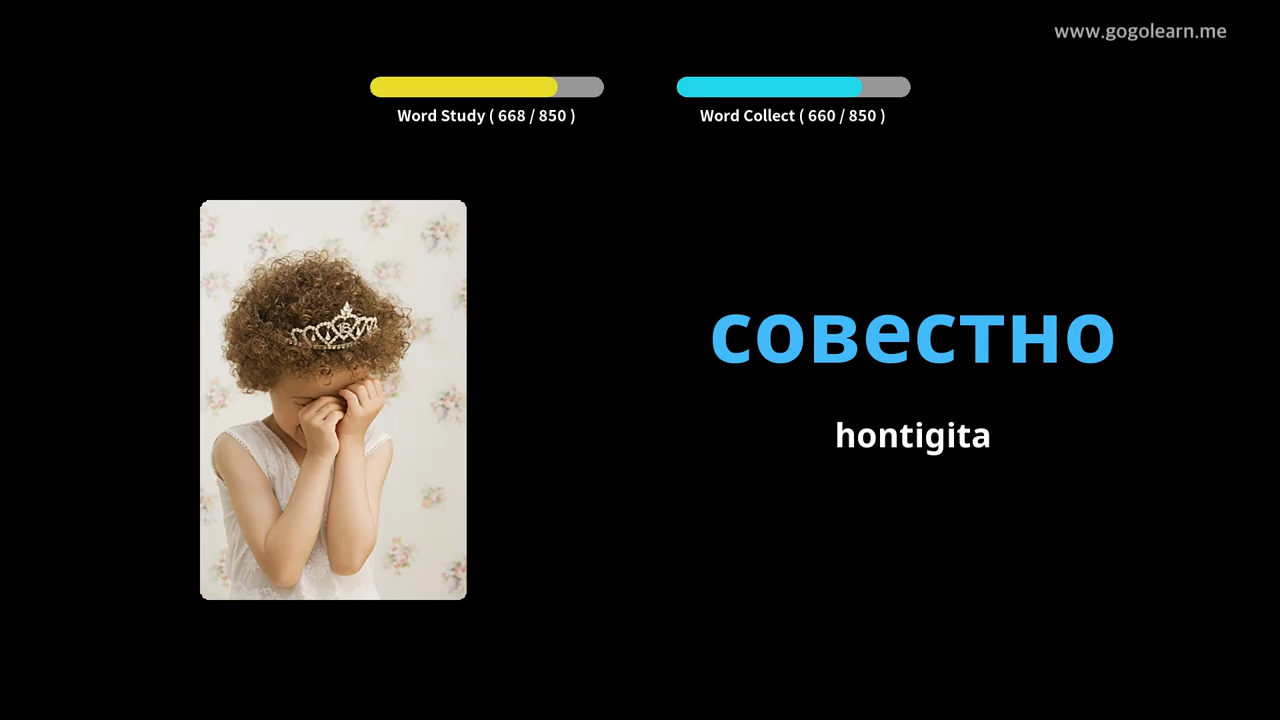 www.gogolearn.me
Word Study ( 668 / 850 )
Word Collect ( 660 / 850 )
совестно
hontigita